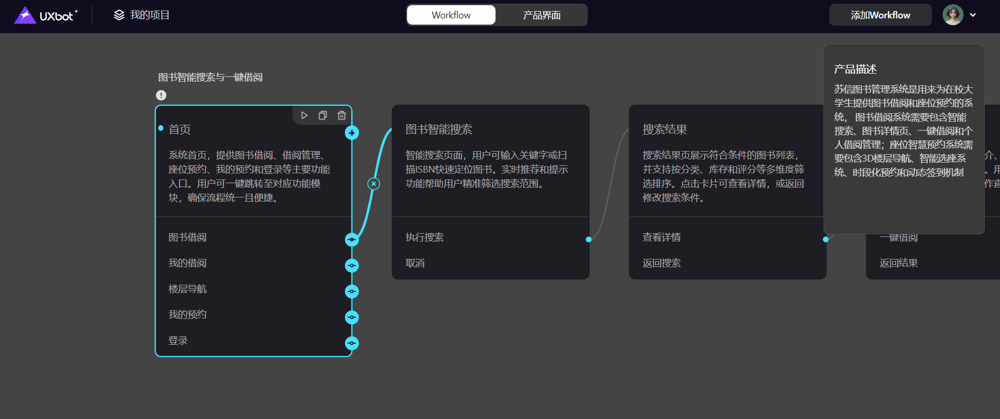 UXbot
我的项目
Workflow
产品界面
添加Workflow
图书智能搜索与一键借阅
首页
系统首页，提供图书借阅、借阅管理、
座位预约、我的预约和登录等主要功能
入口。用户可一键跳转至对应功能模
块，确保流程统一且便捷。
图书借阅
我的借阅
楼层导航
我的预约
登录
图书智能搜索
智能搜索页面，用户可输入关键字或扫
描ISBN快速定位图书。实时推荐和提示
功能帮助用户精准筛选搜索范围。
执行搜索
取消
搜索结果
搜索结果页展示符合条件的图书列表，
并支持按分类、库存和评分等多维度筛
选排序。点击卡片可查看详情，或返回
修改搜索条件。
查看详情
返回搜索
产品描述
苏信图书管理系统是用来为在校大
学生提供图书借阅和座位预约的系
统， 图书借阅系统需要包含智能
搜索、图书详情页、一键借阅和个
人借阅管理；座位智慧预约系统需
要包含3D楼层导航、智能选座系
统、时段化预约和动态签到机制
介、
。用
作直
一键借阅
返回结果